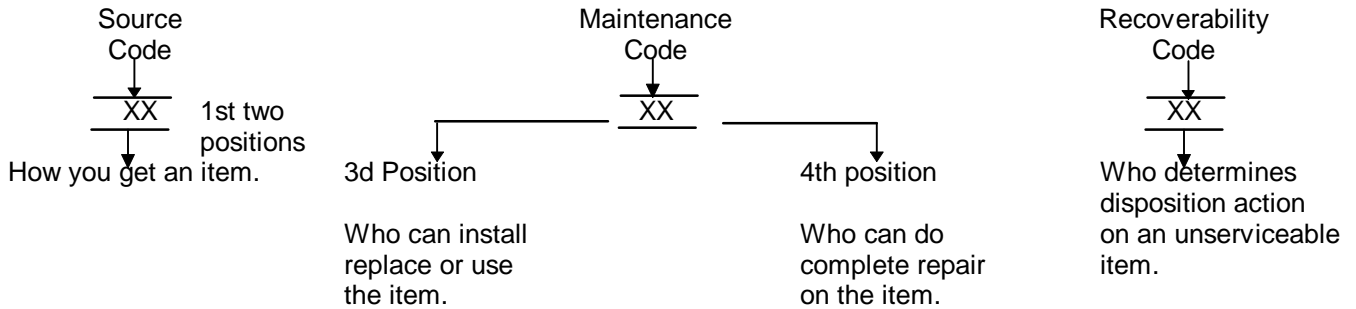 Source
Code
XX
1st two
positions
How you get an item.
Maintenance
Code
XX
3d Position
Who can install
replace or use
the item.
4th position
Who can do
complete repair
on the item.
Recoverability
Code
XX
Who determines
disposition action
on an unserviceable
item.